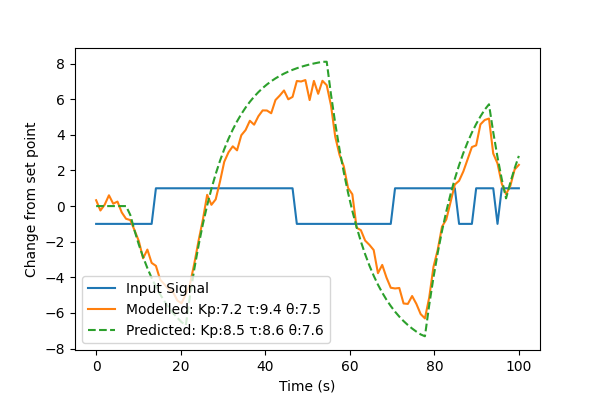 8
6
4
2
0
−2
−4
−6
−8
Change from set point
Input Signal
Modelled: Kp:7.2 τ:9.4 θ:7.5
Predicted: Kp:8.5 τ:8.6 θ:7.6
0 20 40 60 80 100
Time (s)